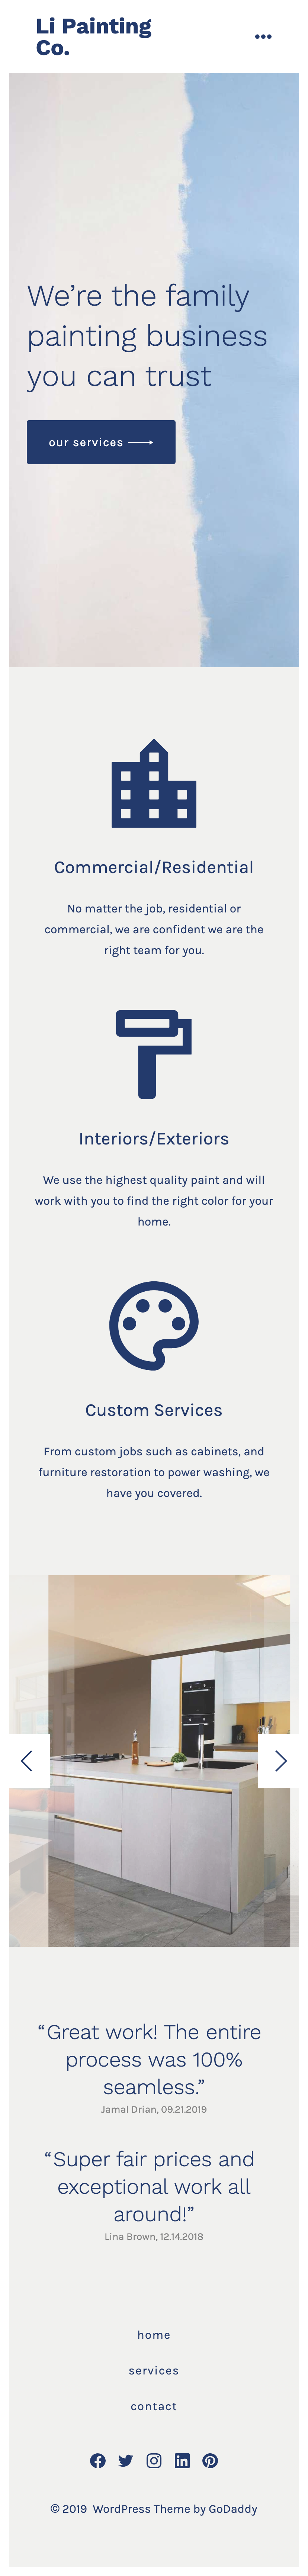 Li Painting
Co.
We’re the family
painting business
you can trust
our services
Commercial/Residential
No matter the job, residential or
commercial, we are confident we are the
right team for you.
Interiors/Exteriors
We use the highest quality paint and will
work with you to find the right color for your
home.
Custom Services
From custom jobs such as cabinets, and
furniture restoration to power washing, we
have you covered.
“Great work! The entire
process was 100%
seamless.”
Jamal Drian, 09.21.2019
“Super fair prices and
exceptional work all
around!”
Lina Brown, 12.14.2018
home
services
contact
© 2019 WordPress Theme by GoDaddy